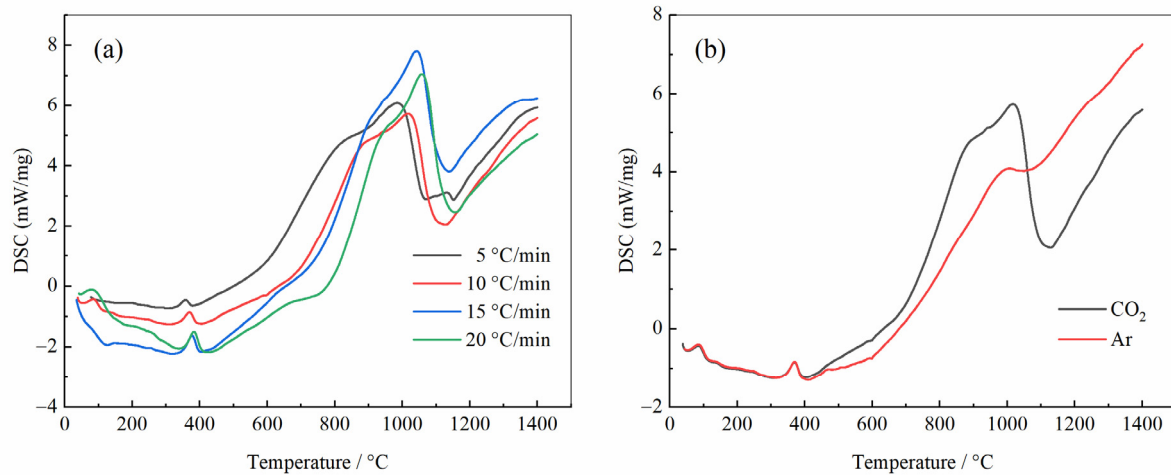 (a)
DSC (mW/mg)
8
6
4
2
0
−2
−4
0 200 400 600 800 1000 1200 1400
Temperature / °C
5 °C/min
10 °C/min
15 °C/min
20 °C/min
(b)
DSC (mW/mg)
8
6
4
2
0
−2
0 200 400 600 800 1000 1200 1400
Temperature / °C
CO₂
Ar